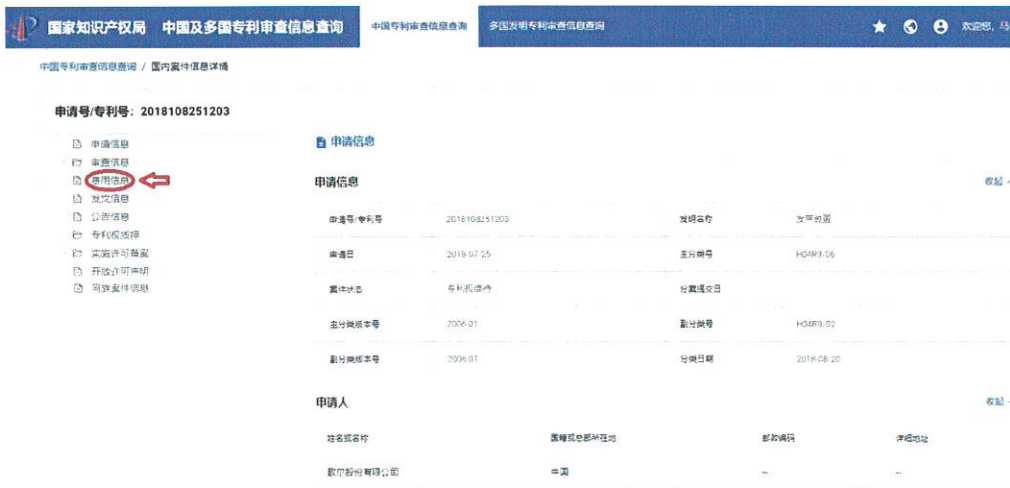 国家知识产权局 中国及多国专利审查信息查询 中国专利审查信息查询 多国发明专利审查信息查询 欢迎您，马
中国专利审查信息查询 / 国内案件信息详情
申请号/专利号：2018108251203
申请信息
审查信息
费用信息
发文信息
公告信息
专利权质押
实施许可备案
开放许可声明
同族案件信息
申请信息
申请信息 收起
申请号/专利号 2018108251203 发明名称 发声装置
申请日 2018-07-25 主分类号 H04R9/06
案件状态 专利权维持 分案提交日
主分类版本号 2006.01 副分类号 H04R9/02
副分类版本号 2006.01 分类日期 2018-08-20
申请人 收起
姓名或名称 国籍或总部所在地 邮政编码 详细地址
歌尔股份有限公司 中国 -- --